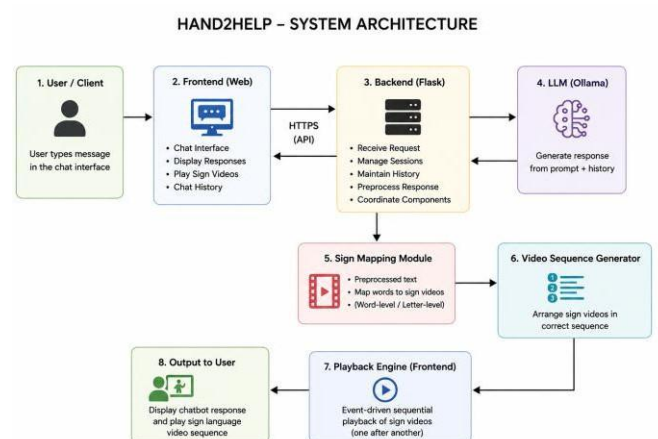 HAND2HELP – SYSTEM ARCHITECTURE
1. User / Client
User types message
in the chat interface
2. Frontend (Web)
• Chat Interface
• Display Responses
• Play Sign Videos
• Chat History
HTTPS
(API)
3. Backend (Flask)
• Receive Request
• Manage Sessions
• Maintain History
• Preprocess Response
• Coordinate Components
4. LLM (Ollama)
Generate response
from prompt + history
5. Sign Mapping Module
• Preprocessed text
• Map words to sign videos
• (Word-level / Letter-level)
6. Video Sequence Generator
1
2
3
Arrange sign videos in
correct sequence
7. Playback Engine (Frontend)
Event-driven sequential
playback of sign videos
(one after another)
8. Output to User
Display chatbot response
and play sign language
video sequence